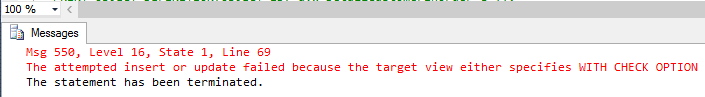 100 %
Messages
Msg 550, Level 16, State 1, Line 69
The attempted insert or update failed because the target view either specifies WITH CHECK OPTION
The statement has been terminated.